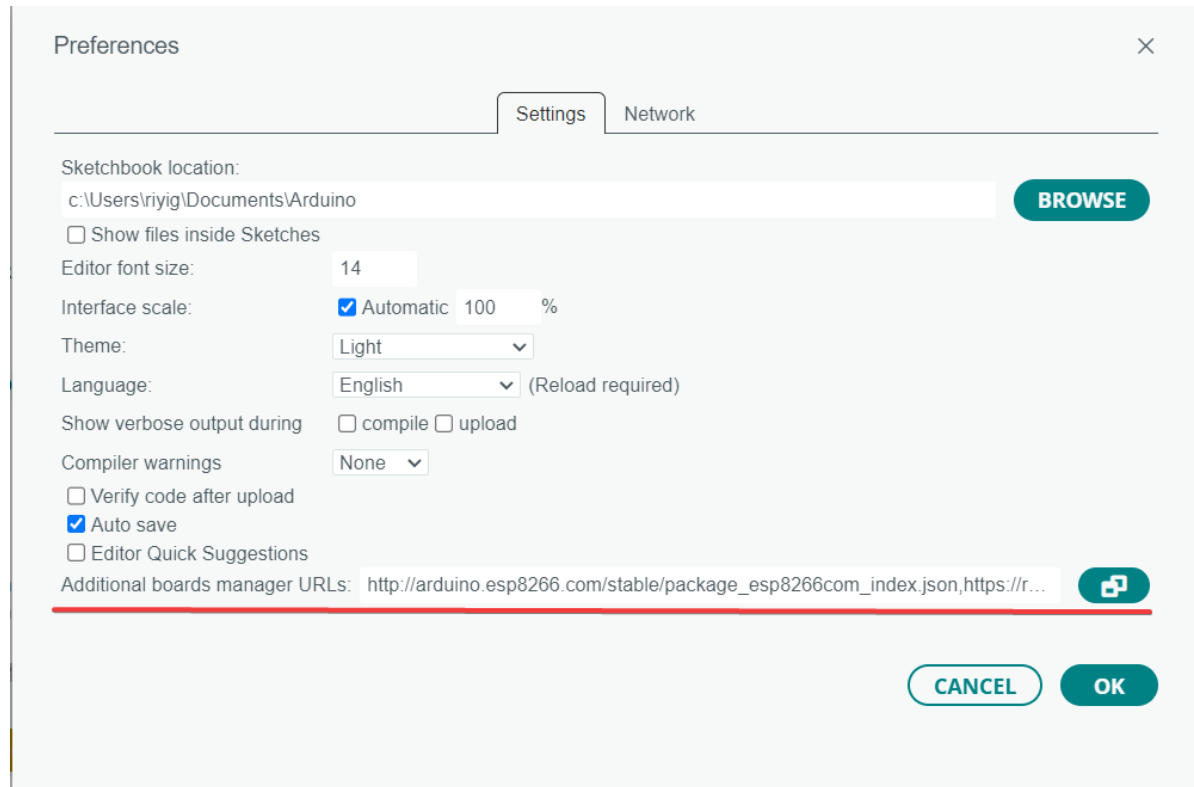 Preferences
Settings Network
Sketchbook location:
c:\Users\riyig\Documents\Arduino BROWSE
Show files inside Sketches
Editor font size: 14
Interface scale: Automatic 100 %
Theme: Light
Language: English (Reload required)
Show verbose output during compile upload
Compiler warnings None
Verify code after upload
Auto save
Editor Quick Suggestions
Additional boards manager URLs: http://arduino.esp8266.com/stable/package_esp8266com_index.json,https://r...
CANCEL OK